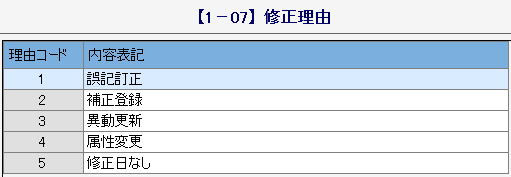 【1－07】修正理由
理由コード 内容表記
1 誤記訂正
2 補正登録
3 異動更新
4 属性変更
5 修正日なし